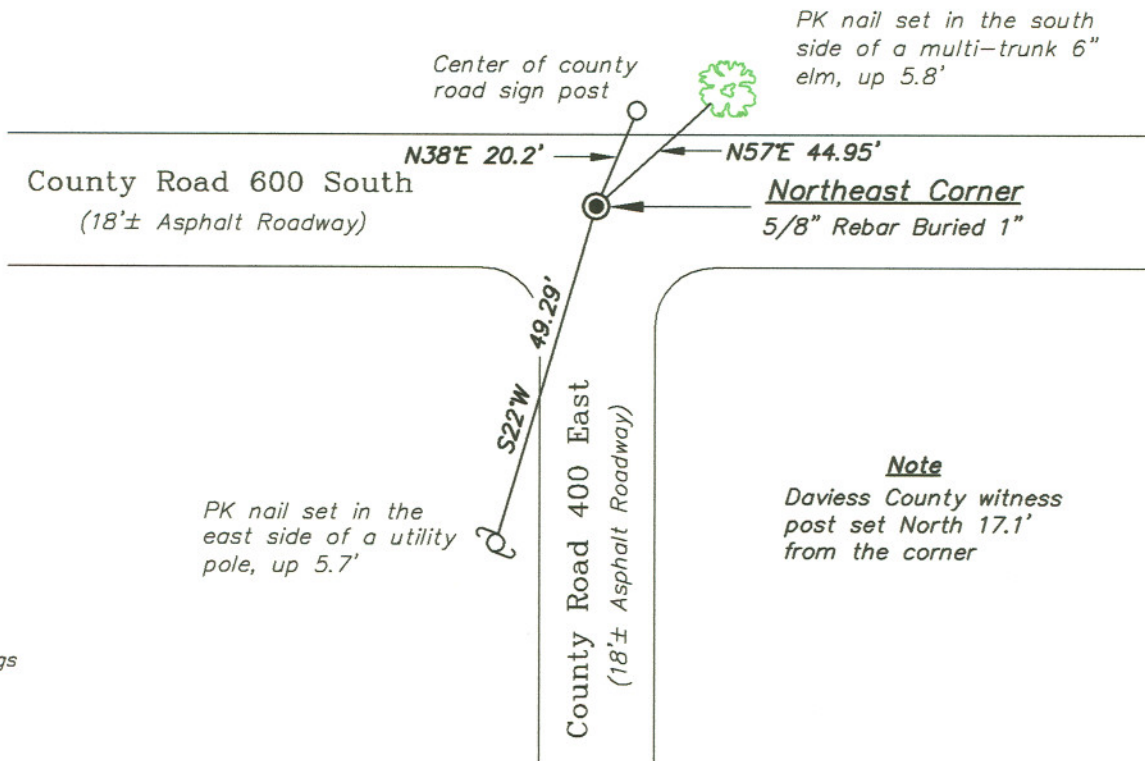 PK nail set in the south
side of a multi-trunk 6"
elm, up 5.8'
Center of county
road sign post
N38°E 20.2'
N57°E 44.95'
County Road 600 South
(18'± Asphalt Roadway)
Northeast Corner
5/8" Rebar Buried 1"
S22°W 49.29'
County Road 400 East
(18'± Asphalt Roadway)
PK nail set in the
east side of a utility
pole, up 5.7'
Note
Daviess County witness
post set North 17.1'
from the corner